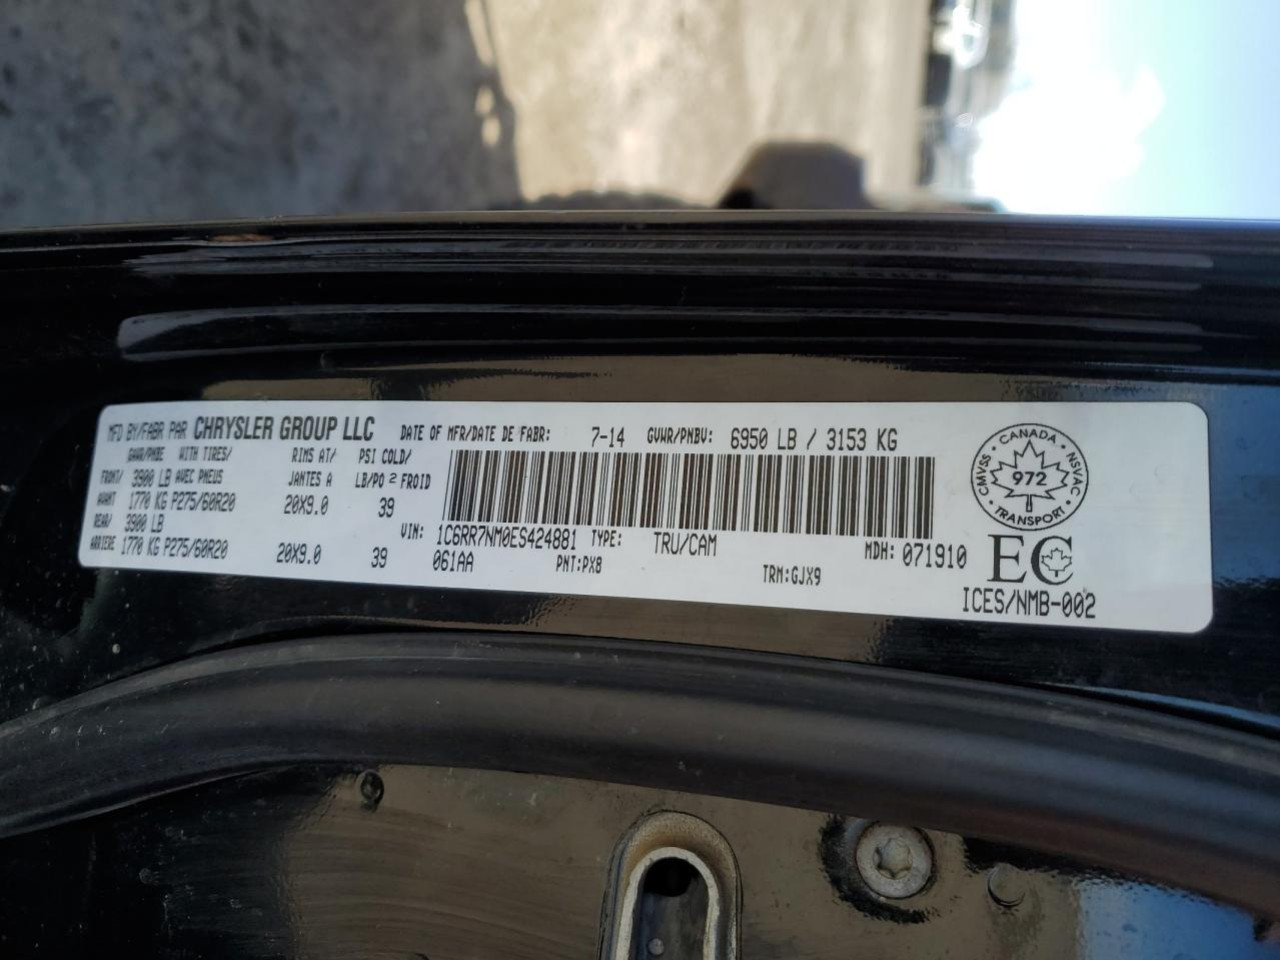 MFD BY/FABR PAR CHRYSLER GROUP LLC DATE OF MFR/DATE DE FABR: 7-14 GVWR/PNBV: 6950 LB / 3153 KG
GAWR/PNBE WITH TIRES/ RIMS AT/ PSI COLD/
FRONT/ 3900 LB AVEC PNEUS JANTES A LB/PO 2 FROID
AVANT 1770 KG P275/60R20 20X9.0 39
REAR/ 3900 LB
ARRIERE 1770 KG P275/60R20 20X9.0 39
VIN: 1C6RR7NM0ES424881 TYPE: TRU/CAM MDH: 071910
061AA PNT:PX8 TRM:GJX9
CANADA
CMVSS 972 NSVAC
TRANSPORT
EC
ICES/NMB-002